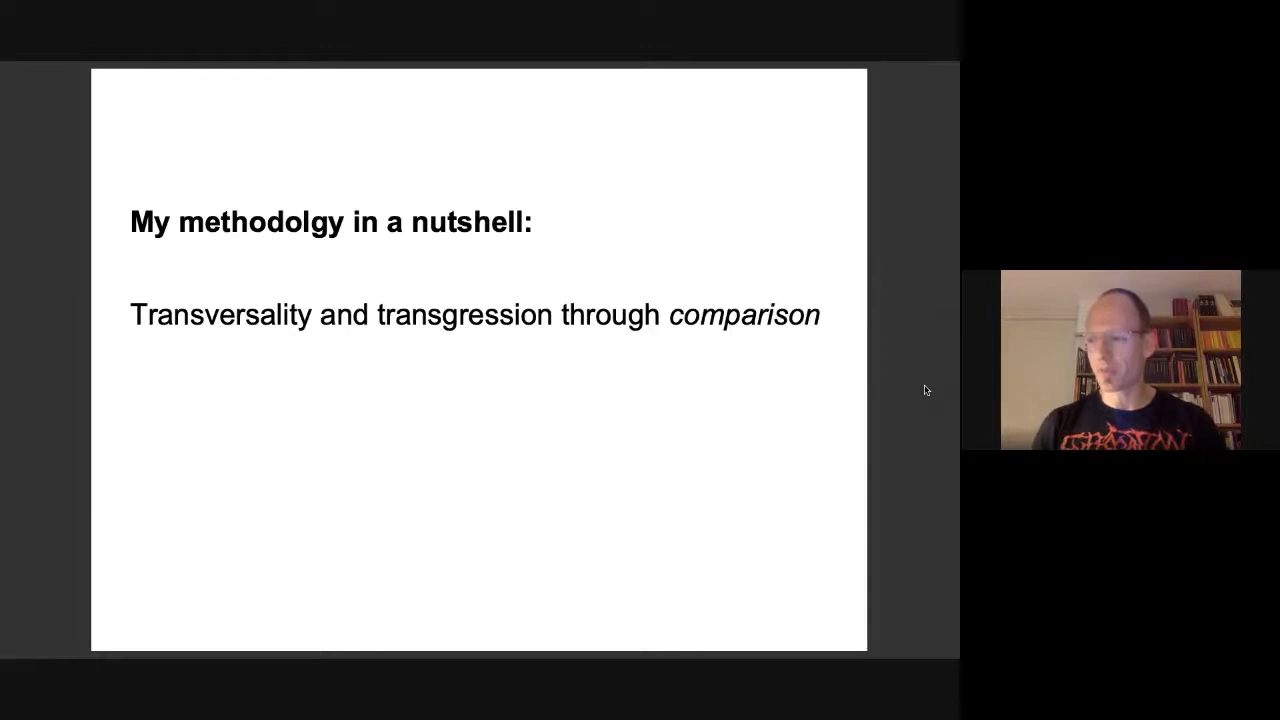 My methodolgy in a nutshell:
Transversality and transgression through comparison